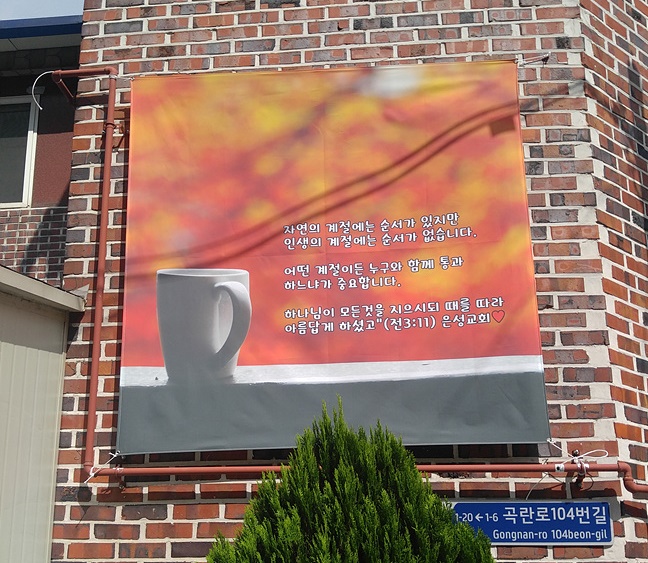 자연의 계절에는 순서가 있지만
인생의 계절에는 순서가 없습니다.
어떤 계절이든 누구와 함께 통과
하느냐가 중요합니다.
하나님이 모든것을 지으시되 때를 따라
아름답게 하셨고"(전3:11) 은성교회♥
1-20 ← 1-6 곡란로104번길
Gongnan-ro 104beon-gil